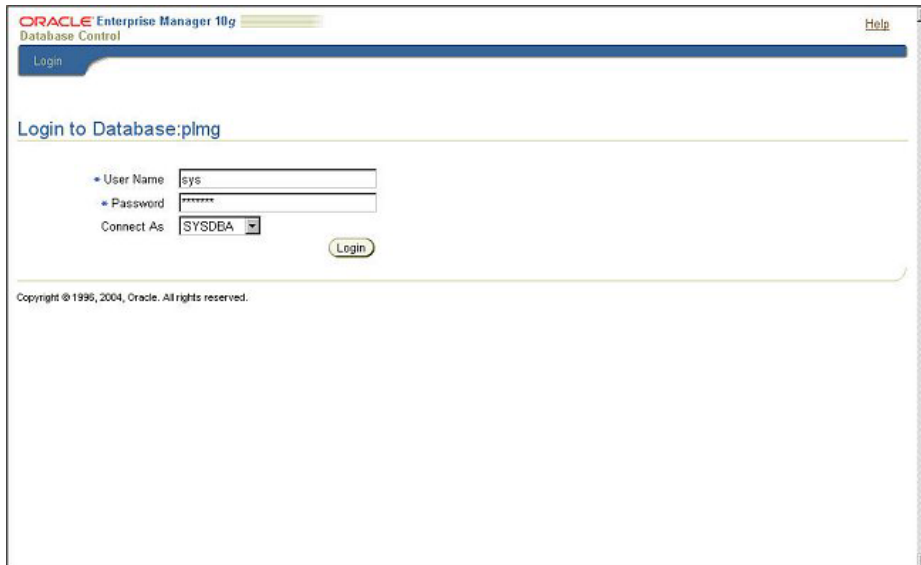 ORACLE Enterprise Manager 10g
Database Control
Help
Login
Login to Database:plmg
* User Name sys
* Password *******
Connect As SYSDBA
Login
Copyright © 1996, 2004, Oracle. All rights reserved.